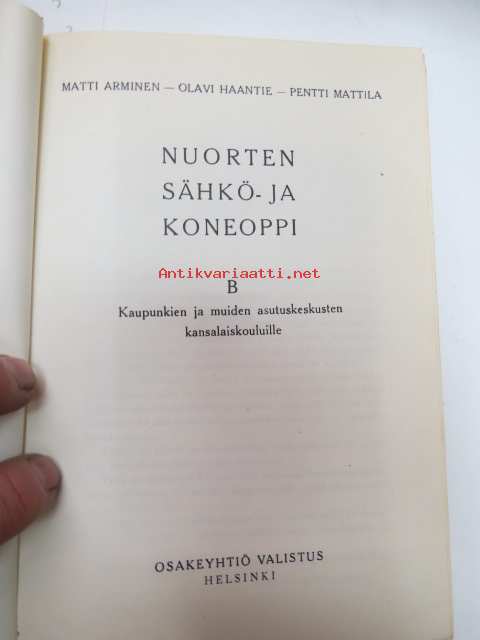 MATTI ARMINEN — OLAVI HAANTIE — PENTTI MATTILA
NUORTEN
SÄHKÖ- JA
KONEOPPI
Antikvariaatti.net
B
Kaupunkien ja muiden asutuskeskusten
kansalaiskouluille
OSAKEYHTIÖ VALISTUS
HELSINKI